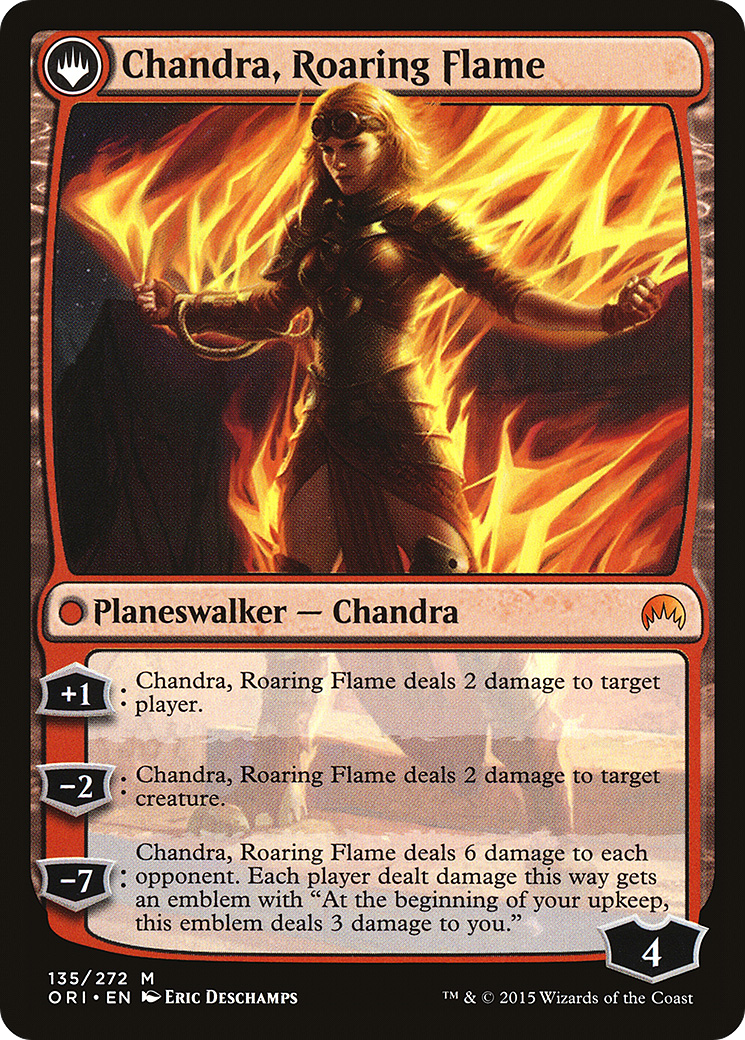 Chandra, Roaring Flame
Planeswalker — Chandra
+1
: Chandra, Roaring Flame deals 2 damage to target
player.
−2
: Chandra, Roaring Flame deals 2 damage to target
creature.
−7
: Chandra, Roaring Flame deals 6 damage to each
opponent. Each player dealt damage this way gets
an emblem with “At the beginning of your upkeep,
this emblem deals 3 damage to you.”
4
135/272 M
ORI • EN Eric Deschamps
™ & © 2015 Wizards of the Coast